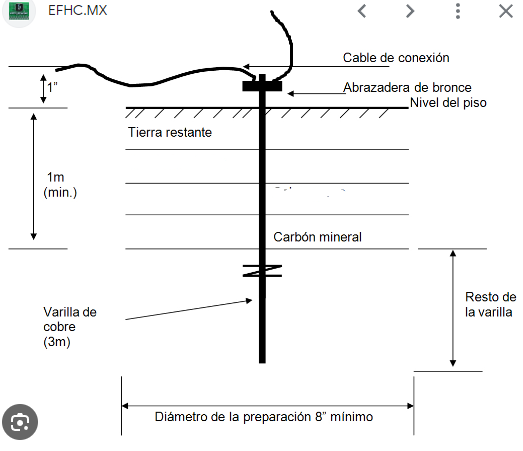 EFHC.MX
Cable de conexión
1”
Abrazadera de bronce
Nivel del piso
Tierra restante
1m
(min.)
Carbón mineral
Varilla de
cobre
(3m)
Resto de
la varilla
Diámetro de la preparación 8” mínimo